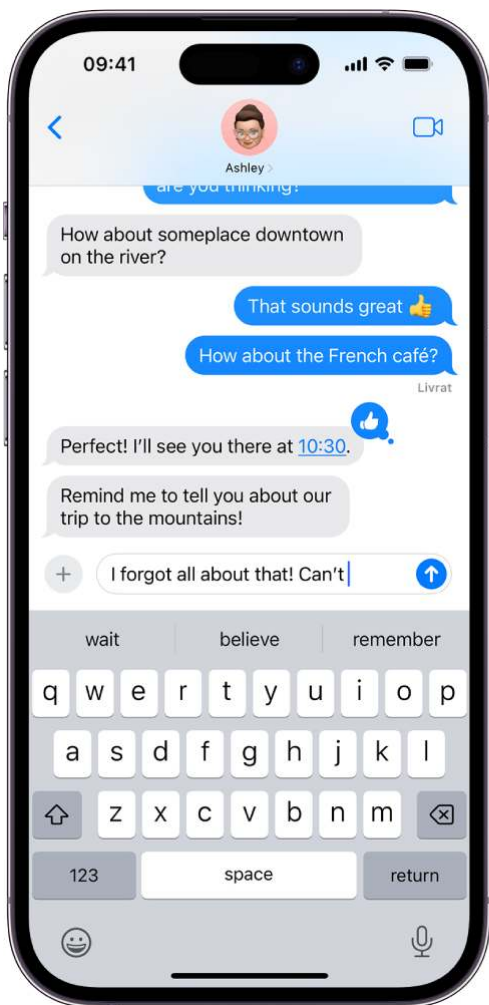 09:41
Ashley
are you thinking?
How about someplace downtown
on the river?
That sounds great 👍
How about the French café?
Livrat
Perfect! I'll see you there at 10:30.
Remind me to tell you about our
trip to the mountains!
I forgot all about that! Can't
wait believe remember
q w e r t y u i o p
a s d f g h j k l
z x c v b n m
123 space return